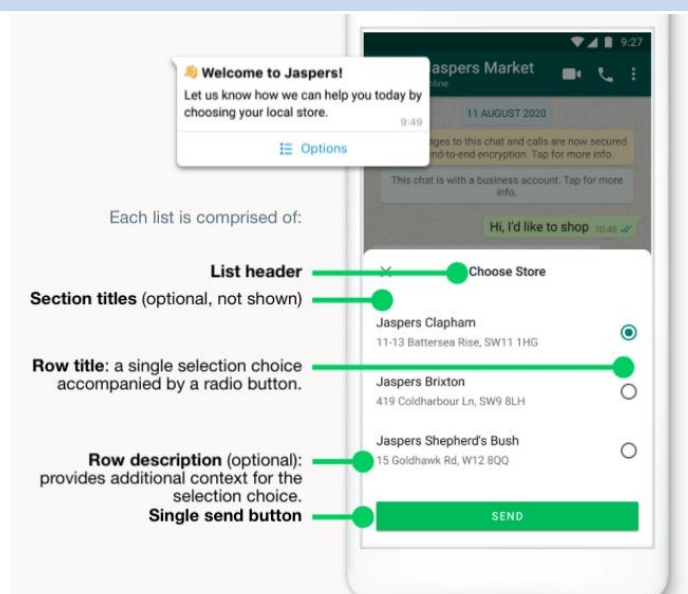 9:27
👋 Welcome to Jaspers!
Let us know how we can help you today by
choosing your local store.
9:49
Options
aspers Market
nline
11 AUGUST 2020
ages to this chat and calls are now secured
nd-to-end encryption. Tap for more info.
This chat is with a business account. Tap for more
info.
Hi, I'd like to shop 10:48
Each list is comprised of:
List header
Choose Store
Section titles (optional, not shown)
Jaspers Clapham
11-13 Battersea Rise, SW11 1HG
Row title: a single selection choice
accompanied by a radio button.
Jaspers Brixton
419 Coldharbour Ln, SW9 8LH
Jaspers Shepherd's Bush
15 Goldhawk Rd, W12 8QQ
Row description (optional):
provides additional context for the
selection choice.
Single send button
SEND